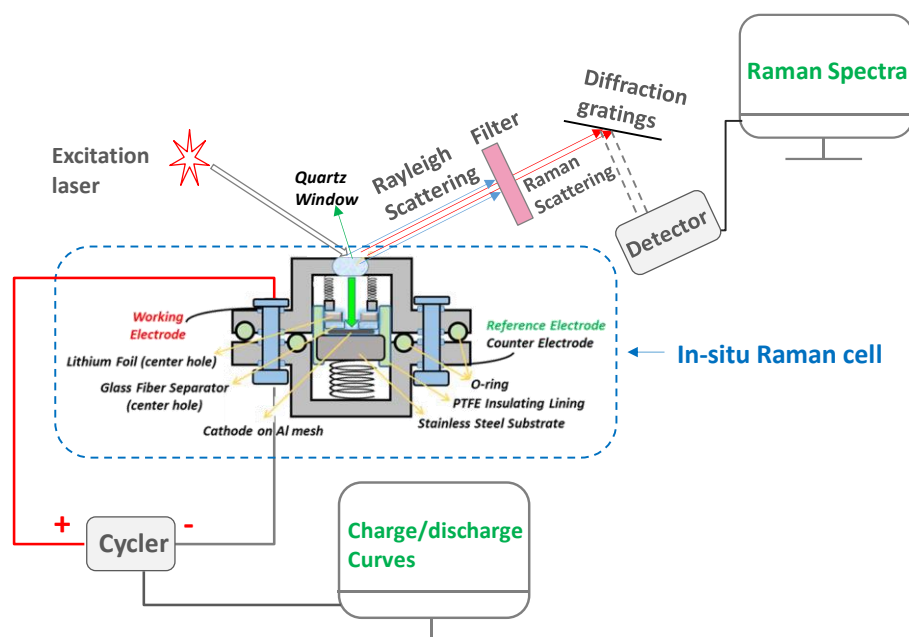 Raman Spectra
Diffraction
gratings
Filter
Excitation
laser
Quartz
Window
Rayleigh
Scattering
Raman
Scattering
Detector
Working
Electrode
Reference Electrode
Counter Electrode
In-situ Raman cell
Lithium Foil (center hole)
Glass Fiber Separator
(center hole)
Cathode on Al mesh
O-ring
PTFE Insulating Lining
Stainless Steel Substrate
+
-
Cycler
Charge/discharge
Curves